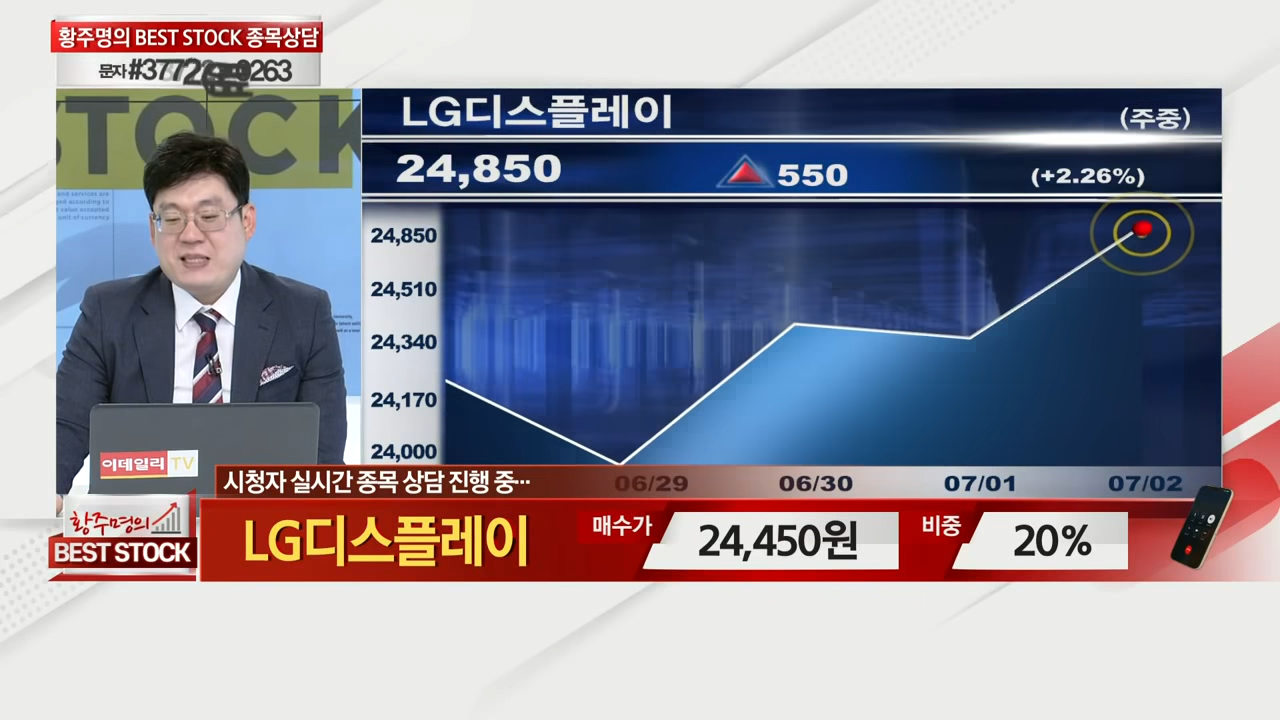 황주명의 BEST STOCK 종목상담
문자 #3772
9263
STOCK
LG디스플레이
(주중)
24,850
550
(+2.26%)
24,850
24,510
24,340
24,170
24,000
06/29
06/30
07/01
07/02
이데일리 TV
시청자 실시간 종목 상담 진행 중…
황주명의
BEST STOCK
LG디스플레이
매수가
24,450원
비중
20%